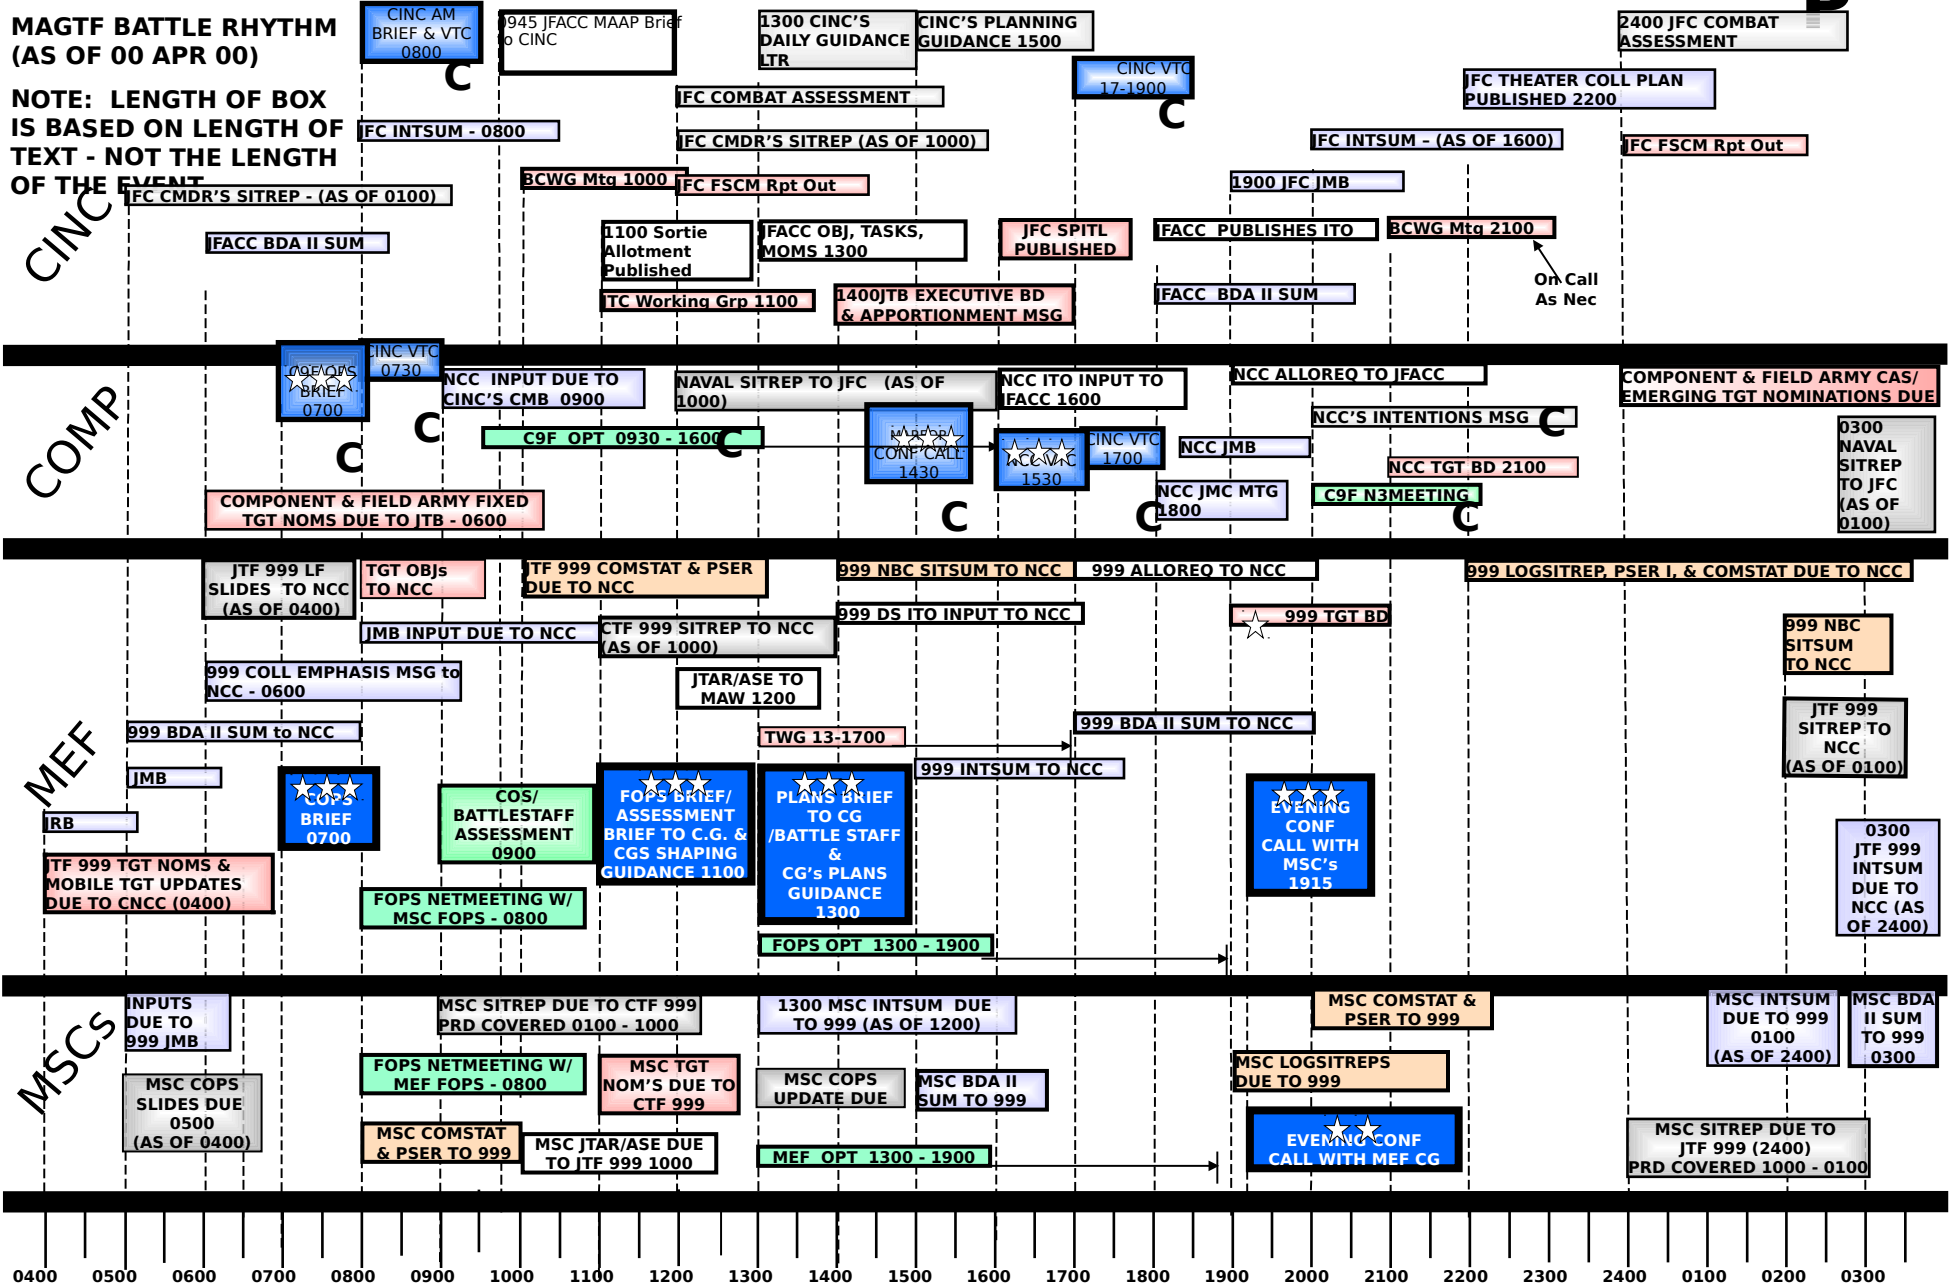 MAGTF BATTLE RHYTHM
(AS OF 00 APR 00)
NOTE:  LENGTH OF BOX
IS BASED ON LENGTH OF
TEXT - NOT THE LENGTH
OF THE EVENT
CINC AM
BRIEF & VTC
0800
C
0945 JFACC MAAP Brief
to CINC
1300 CINC'S
DAILY GUIDANCE
LTR
CINC'S PLANNING
GUIDANCE 1500
CINC VTC
17-1900
C
2400 JFC COMBAT
ASSESSMENT
JFC THEATER COLL PLAN
PUBLISHED 2200
JFC COMBAT ASSESSMENT
JFC INTSUM - 0800
JFC CMDR'S SITREP (AS OF 1000)
JFC INTSUM – (AS OF 1600)
JFC FSCM Rpt Out
CINC
JFC CMDR'S SITREP - (AS OF 0100)
BCWG Mtg 1000
JFC FSCM Rpt Out
1900 JFC JMB
JFACC BDA II SUM
1100 Sortie
Allotment
Published
JFACC OBJ, TASKS,
MOMS 1300
JFC SPITL
PUBLISHED
JFACC  PUBLISHES ITO
BCWG Mtg 2100
On Call
As Nec
JTC Working Grp 1100
1400JTB EXECUTIVE BD
& APPORTIONMENT MSG
JFACC  BDA II SUM
COMP
C9F OPS
BRIEF
0700
C
CINC VTC
0730
C
NCC  INPUT DUE TO
CINC'S CMB  0900
NAVAL SITREP TO JFC   (AS OF
1000)
NCC ITO INPUT TO
JFACC 1600
NCC ALLOREQ TO JFACC
COMPONENT & FIELD ARMY CAS/
EMERGING TGT NOMINATIONS DUE
C9F  OPT  0930 - 1600
C
CONF CALL
1430
C
NCC VTC
1530
CINC VTC
1700
C
NCC JMB
NCC'S INTENTIONS MSG
C
NCC TGT BD 2100
NCC JMC MTG
1800
C9F N3MEETING
C
0300
NAVAL
SITREP
TO JFC
(AS OF
0100)
COMPONENT & FIELD ARMY FIXED
TGT NOMS DUE TO JTB - 0600
MEF
JTF 999 LF
SLIDES  TO NCC
(AS OF 0400)
TGT OBJs
TO NCC
JTF 999 COMSTAT & PSER
DUE TO NCC
999 NBC SITSUM TO NCC
999 ALLOREQ TO NCC
999 LOGSITREP, PSER I, & COMSTAT DUE TO NCC
JMB INPUT DUE TO NCC
CTF 999 SITREP TO NCC
(AS OF 1000)
999 DS ITO INPUT TO NCC
999 TGT BD
999 NBC
SITSUM
TO NCC
999 COLL EMPHASIS MSG to
NCC - 0600
JTAR/ASE TO
MAW 1200
999 BDA II SUM to NCC
TWG 13-1700
999 BDA II SUM TO NCC
JTF 999
SITREP TO
NCC
(AS OF 0100)
JMB
999 INTSUM TO NCC
IRB
COPS
BRIEF
0700
COS/
BATTLESTAFF
ASSESSMENT
0900
FOPS BRIEF/
ASSESSMENT
BRIEF TO C.G. &
CGS SHAPING
GUIDANCE 1100
PLANS BRIEF
TO CG
/BATTLE STAFF
&
CG's PLANS
GUIDANCE
1300
EVENING
CONF
CALL WITH
MSC's
1915
0300
JTF 999
INTSUM
DUE TO
NCC (AS
OF 2400)
JTF 999 TGT NOMS &
MOBILE TGT UPDATES
DUE TO CNCC (0400)
FOPS NETMEETING W/
MSC FOPS - 0800
FOPS OPT  1300 - 1900
MSCs
INPUTS
DUE TO
999 JMB
MSC SITREP DUE TO CTF 999
PRD COVERED 0100 - 1000
1300 MSC INTSUM  DUE
TO 999 (AS OF 1200)
MSC COMSTAT &
PSER TO 999
MSC INTSUM
DUE TO 999
0100
(AS OF 2400)
MSC BDA
II SUM
TO 999
0300
MSC COPS
SLIDES DUE
0500
(AS OF 0400)
FOPS NETMEETING W/
MEF FOPS - 0800
MSC TGT
NOM'S DUE TO
CTF 999
MSC COPS
UPDATE DUE
MSC BDA II
SUM TO 999
MSC LOGSITREPS
DUE TO 999
MSC COMSTAT
& PSER TO 999
MSC JTAR/ASE DUE
TO JTF 999 1000
MEF  OPT  1300 - 1900
EVENING CONF
CALL WITH MEF CG
MSC SITREP DUE TO
JTF 999 (2400)
PRD COVERED 1000 - 0100
0400 0500 0600 0700 0800 0900 1000 1100 1200 1300 1400 1500 1600 1700 1800 1900 2000 2100 2200 2300 2400 0100 0200 0300